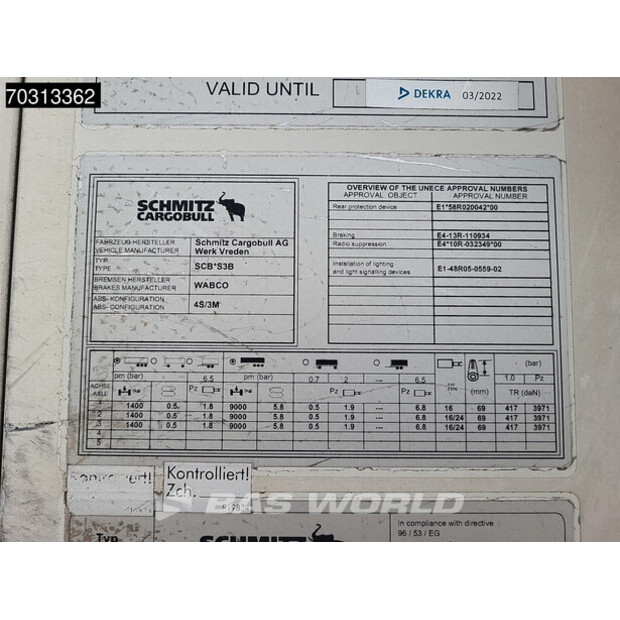 70313362
VALID UNTIL
DEKRA 03/2022
SCHMITZ
CARGOBULL
FAHRZEUG HERSTELLER
VEHICLE MANUFACTURER
Schmitz Cargobull AG
Werk Vreden
TYP
TYPE
SCB*S3B
BREMSEN HERSTELLER
BRAKES MANUFACTURER
WABCO
ABS- KONFIGURATION
ABS- CONFIGURATION
4S/3M
OVERVIEW OF THE UNECE APPROVAL NUMBERS
APPROVAL OBJECT APPROVAL NUMBER
Rear protection device E1*58R020042*00
Braking E4-13R-110934
Radio suppression E4*10R-032349*00
Installation of lighting
and light signalling devices
E1-48R05-0559-02
(bar)
pm (bar) 6.5 pm (bar) 0.7 2 ... 6.5 1.0 Pz
ACHSE
AXLE
Pz Pz Pz (mm) TR (daN)
1 1400 0.5 1.8 9000 5.8 0.5 1.9 ... 6.8 16 69 417 3971
2 1400 0.5 1.8 9000 5.8 0.5 1.9 ... 6.8 16/24 69 417 3971
3 1400 0.5 1.8 9000 5.8 0.5 1.9 ... 6.8 16/24 69 417 3971
4
5
Kontrolliert!
Kontrolliert!
Zch.
BAS WORLD
Typ
SCHMITZ
In compliance with directive
96 / 53 / EG